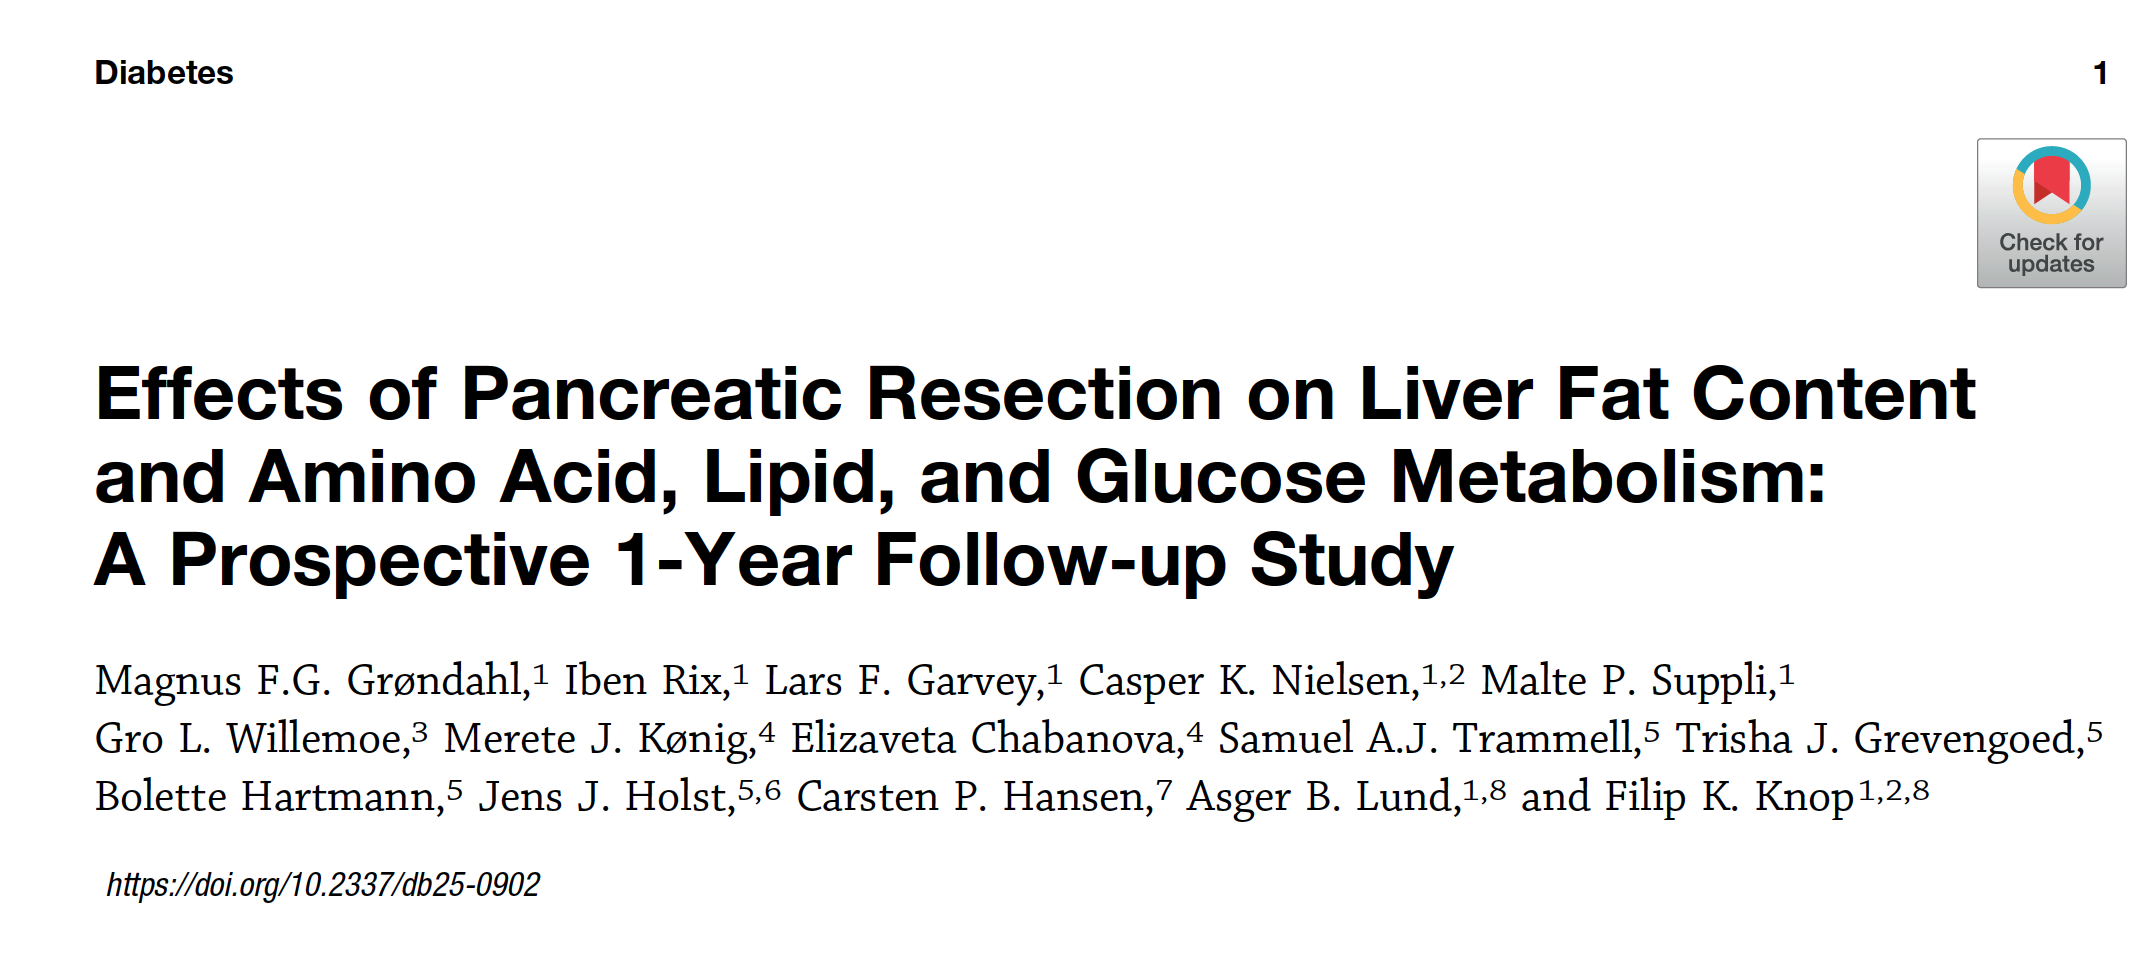 Diabetes
1
Check for
updates
Effects of Pancreatic Resection on Liver Fat Content
and Amino Acid, Lipid, and Glucose Metabolism:
A Prospective 1-Year Follow-up Study
Magnus F.G. Grøndahl,¹ Iben Rix,¹ Lars F. Garvey,¹ Casper K. Nielsen,¹,² Malte P. Suppli,¹
Gro L. Willemoe,³ Merete J. Kønig,⁴ Elizaveta Chabanova,⁴ Samuel A.J. Trammell,⁵ Trisha J. Grevengoed,⁵
Bolette Hartmann,⁵ Jens J. Holst,⁵,⁶ Carsten P. Hansen,⁷ Asger B. Lund,¹,⁸ and Filip K. Knop¹,²,⁸
https://doi.org/10.2337/db25-0902